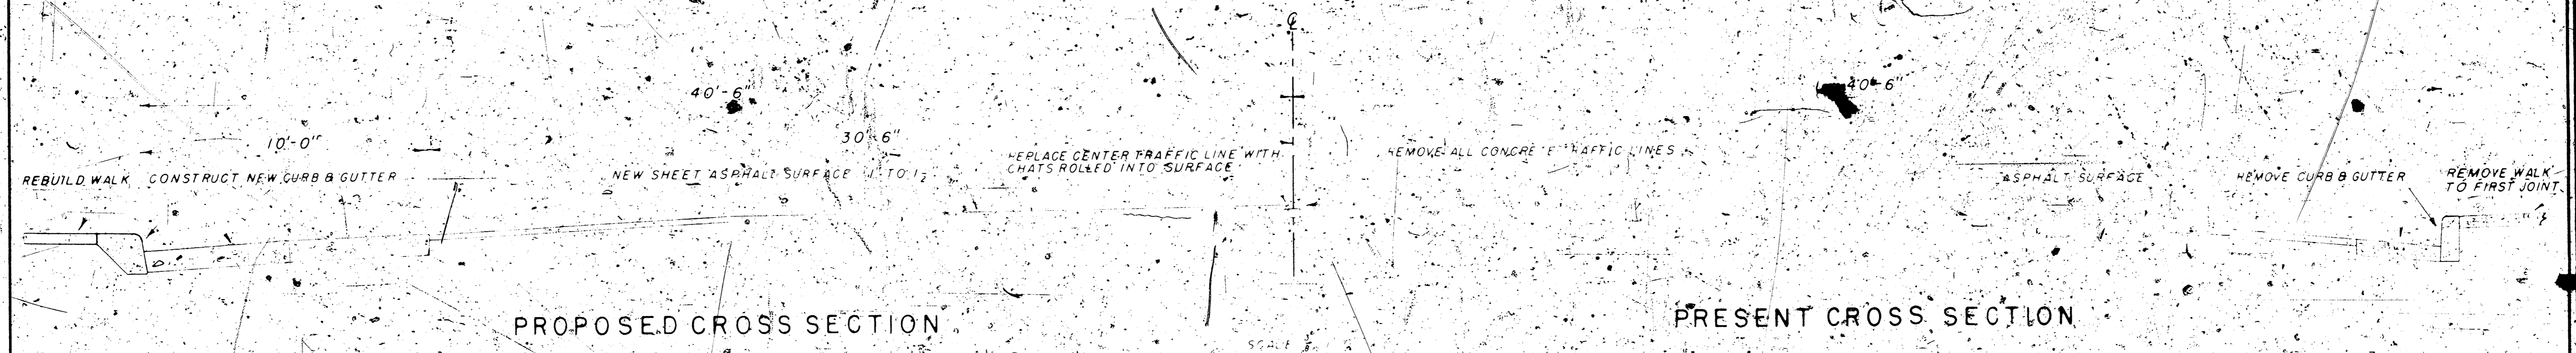 ℄
40'-6"
40'-6"
10'-0"
30'-6"
REPLACE CENTER TRAFFIC LINE WITH
CHATS ROLLED INTO SURFACE
REMOVE ALL CONCRETE TRAFFIC LINES
REBUILD WALK
CONSTRUCT NEW CURB & GUTTER
NEW SHEET ASPHALT SURFACE
ASPHALT SURFACE
REMOVE CURB & GUTTER
REMOVE WALK
TO FIRST JOINT
PROPOSED CROSS SECTION
PRESENT CROSS SECTION
SCALE